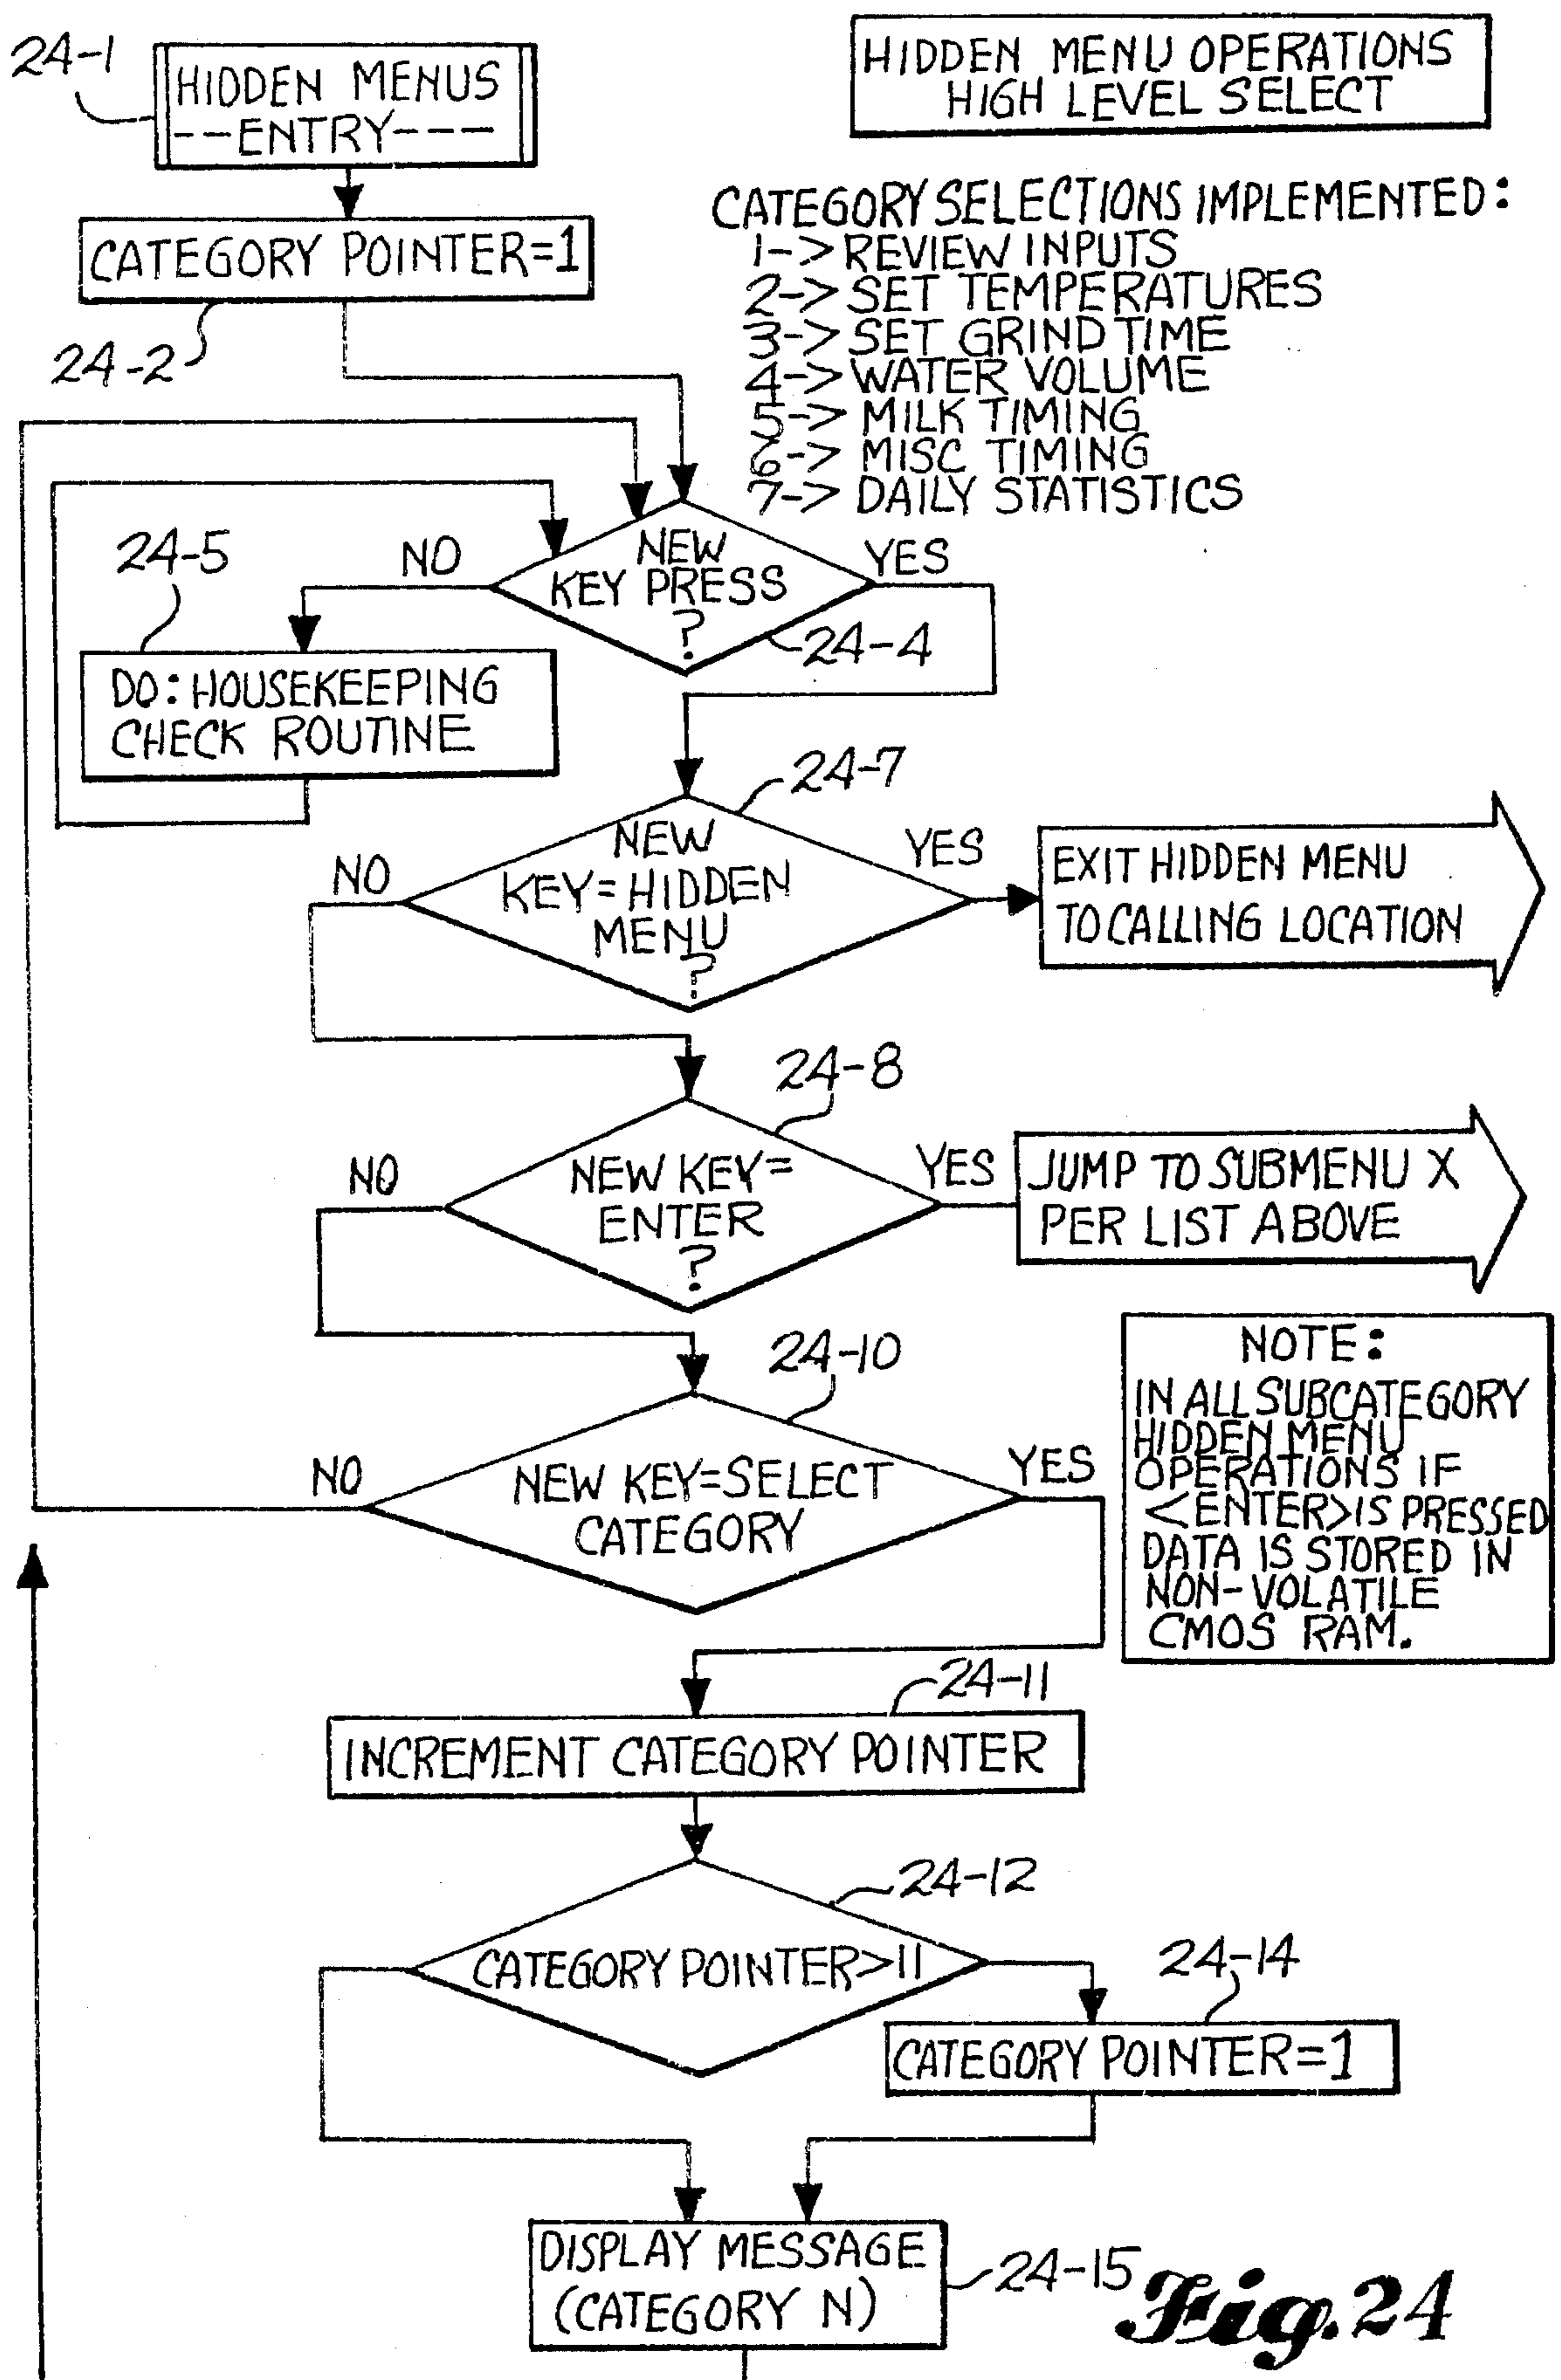 24-1
HIDDEN MENUS
--ENTRY---
HIDDEN MENU OPERATIONS
HIGH LEVEL SELECT
CATEGORY POINTER=1
24-2
CATEGORY SELECTIONS IMPLEMENTED:
1-> REVIEW INPUTS
2-> SET TEMPERATURES
3-> SET GRIND TIME
4-> WATER VOLUME
5-> MILK TIMING
6-> MISC TIMING
7-> DAILY STATISTICS
24-5
NO
NEW
KEY PRESS
?
YES
24-4
DO: HOUSEKEEPING
CHECK ROUTINE
24-7
NO
NEW
KEY=HIDDEN
MENU
?
YES
EXIT HIDDEN MENU
TO CALLING LOCATION
24-8
NO
NEW KEY=
ENTER
?
YES
JUMP TO SUBMENU X
PER LIST ABOVE
24-10
NO
NEW KEY=SELECT
CATEGORY
YES
NOTE:
IN ALL SUBCATEGORY
HIDDEN MENU
OPERATIONS IF
<ENTER> IS PRESSED
DATA IS STORED IN
NON-VOLATILE
CMOS RAM.
24-11
INCREMENT CATEGORY POINTER
24-12
CATEGORY POINTER>11
24-14
CATEGORY POINTER=1
DISPLAY MESSAGE
(CATEGORY N)
24-15
Fig. 24